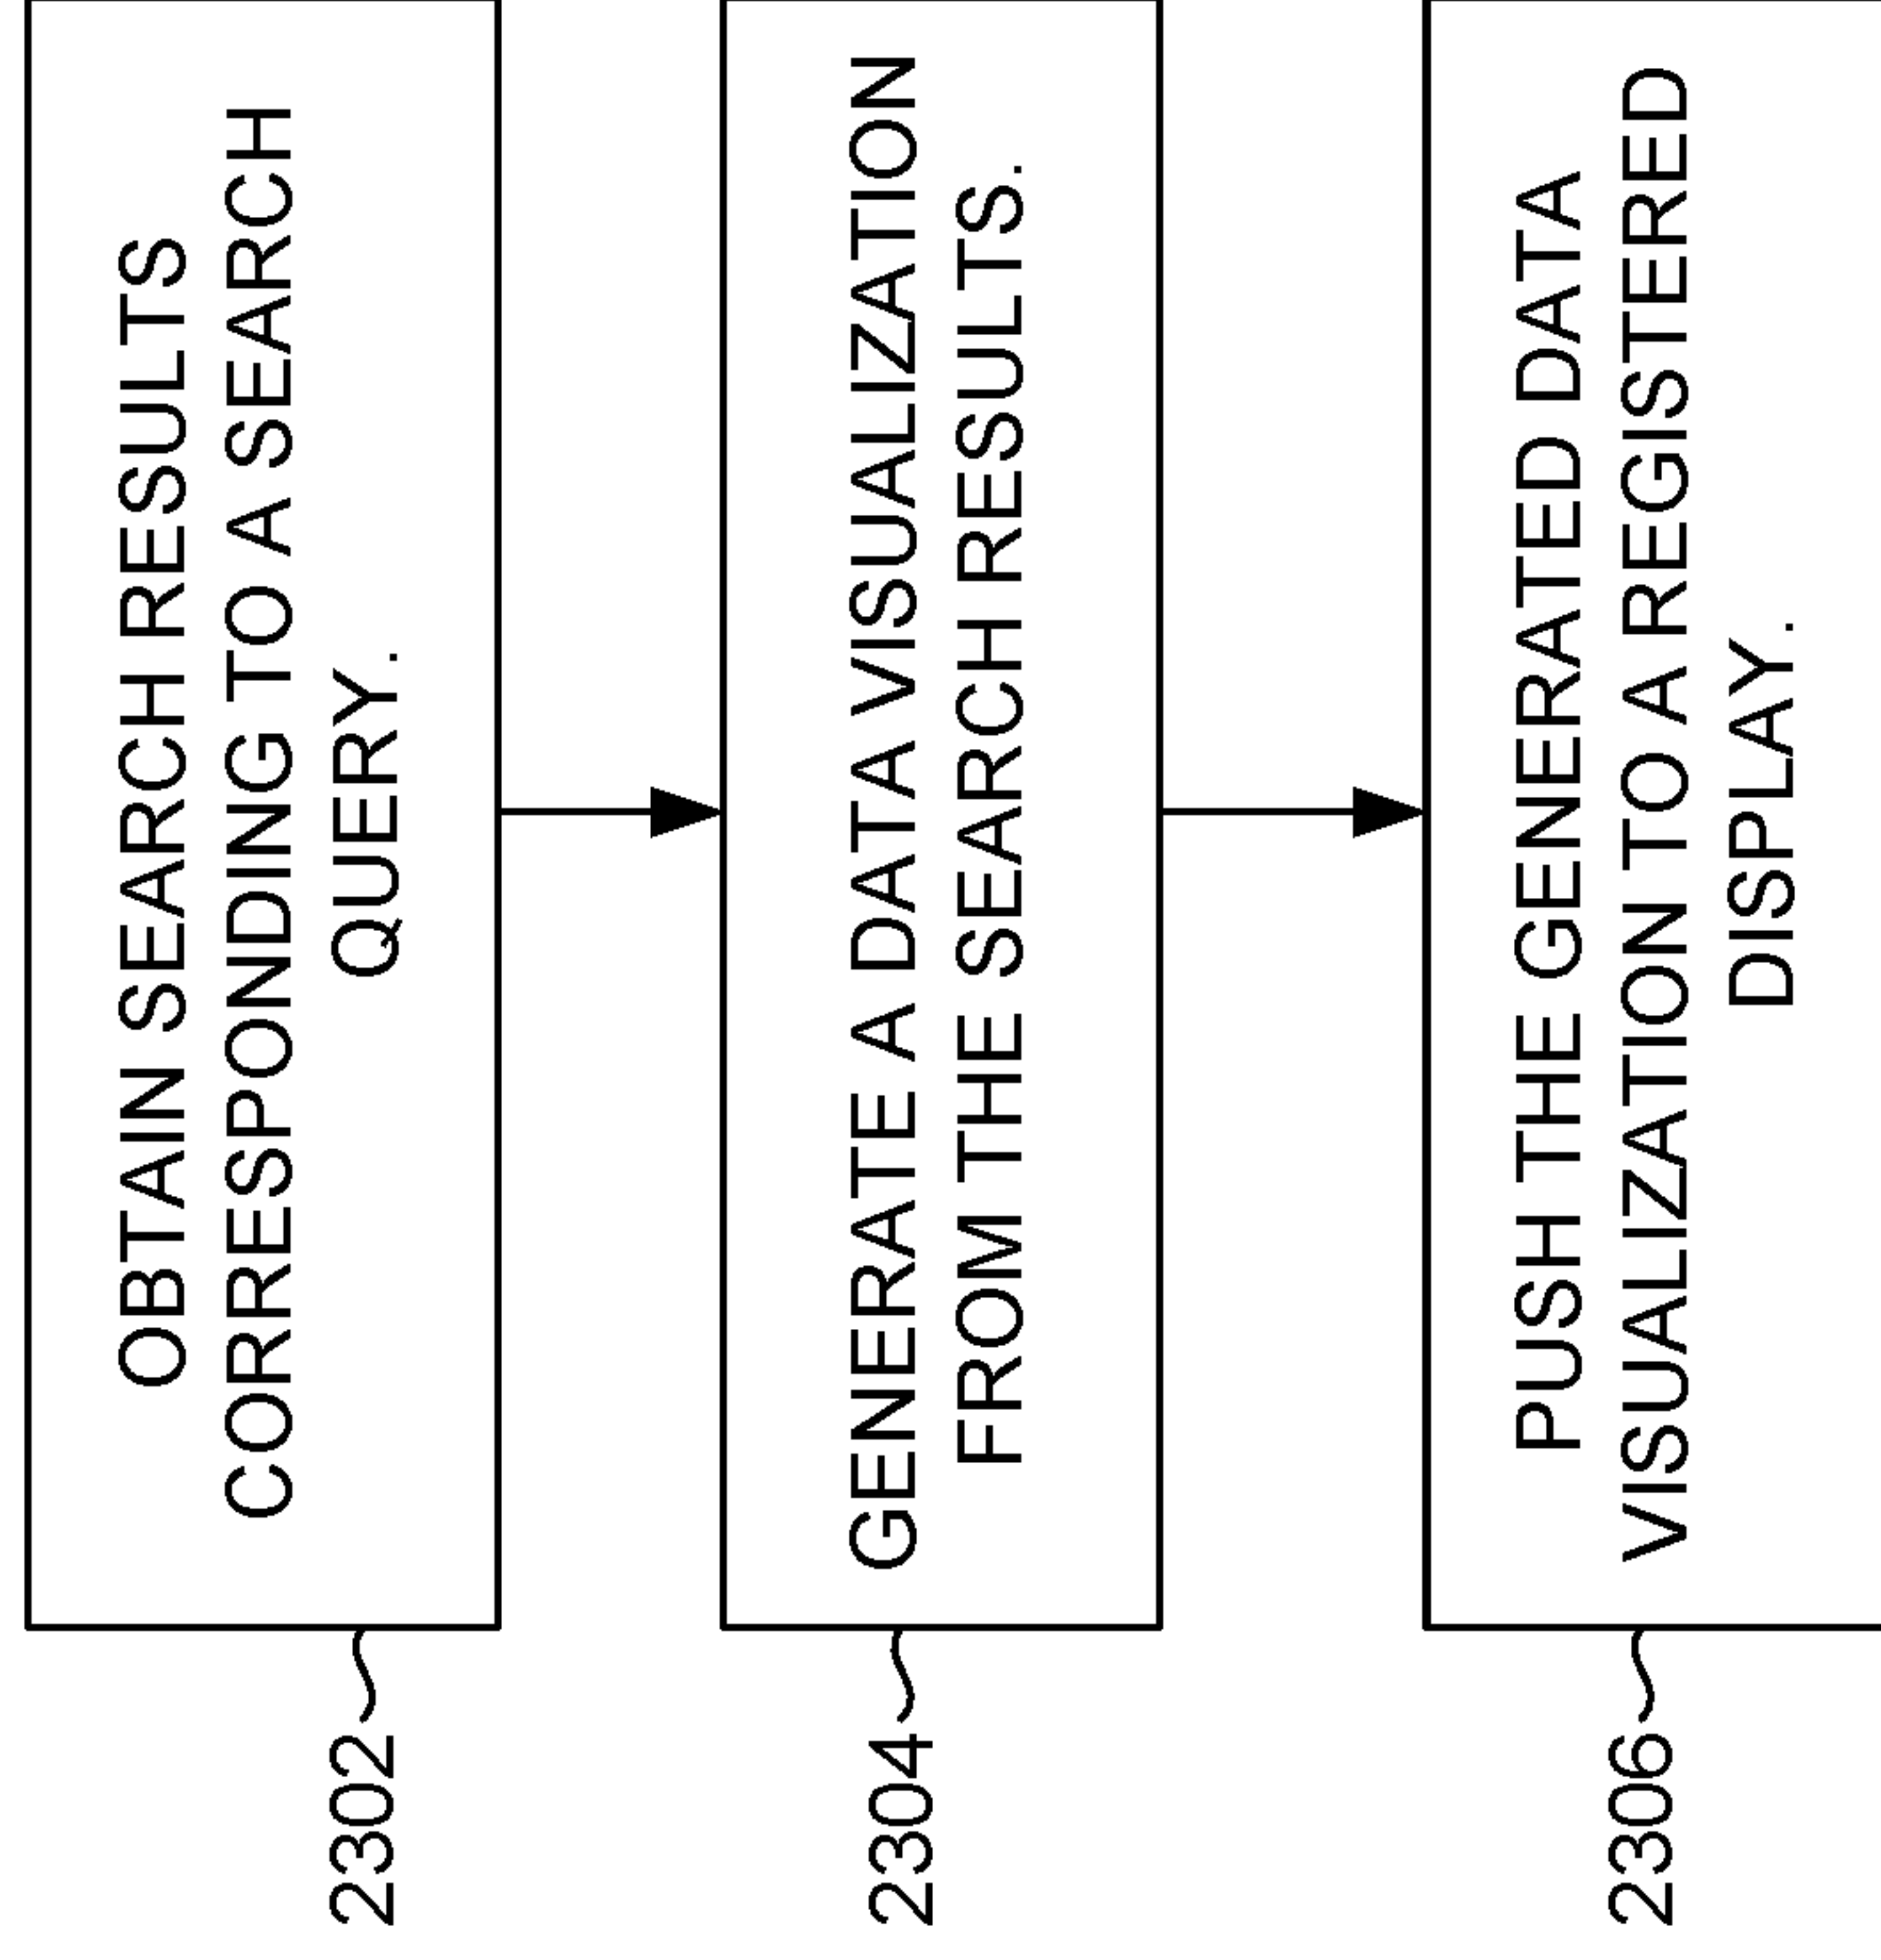 OBTAIN SEARCH RESULTS
CORRESPONDING TO A SEARCH
QUERY.
2302
GENERATE A DATA VISUALIZATION
FROM THE SEARCH RESULTS.
2304
PUSH THE GENERATED DATA
VISUALIZATION TO A REGISTERED
DISPLAY.
2306